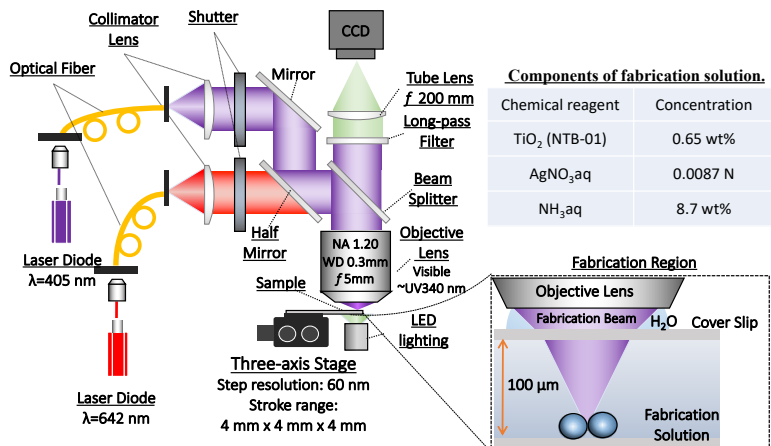 Collimator
Lens
Shutter
CCD
Optical Fiber
Mirror
Tube Lens
ƒ 200 mm
Long-pass
Filter
Beam
Splitter
Half
Mirror
NA 1.20
WD 0.3mm
ƒ 5mm
Objective
Lens
Visible
~UV340 nm
Laser Diode
λ=405 nm
Sample
LED
lighting
Three-axis Stage
Step resolution: 60 nm
Stroke range:
4 mm x 4 mm x 4 mm
Laser Diode
λ=642 nm
Components of fabrication solution.
Chemical reagent Concentration
TiO₂ (NTB-01) 0.65 wt%
AgNO₃aq 0.0087 N
NH₃aq 8.7 wt%
Fabrication Region
Objective Lens
Fabrication Beam
H₂O
Cover Slip
100 μm
Fabrication
Solution